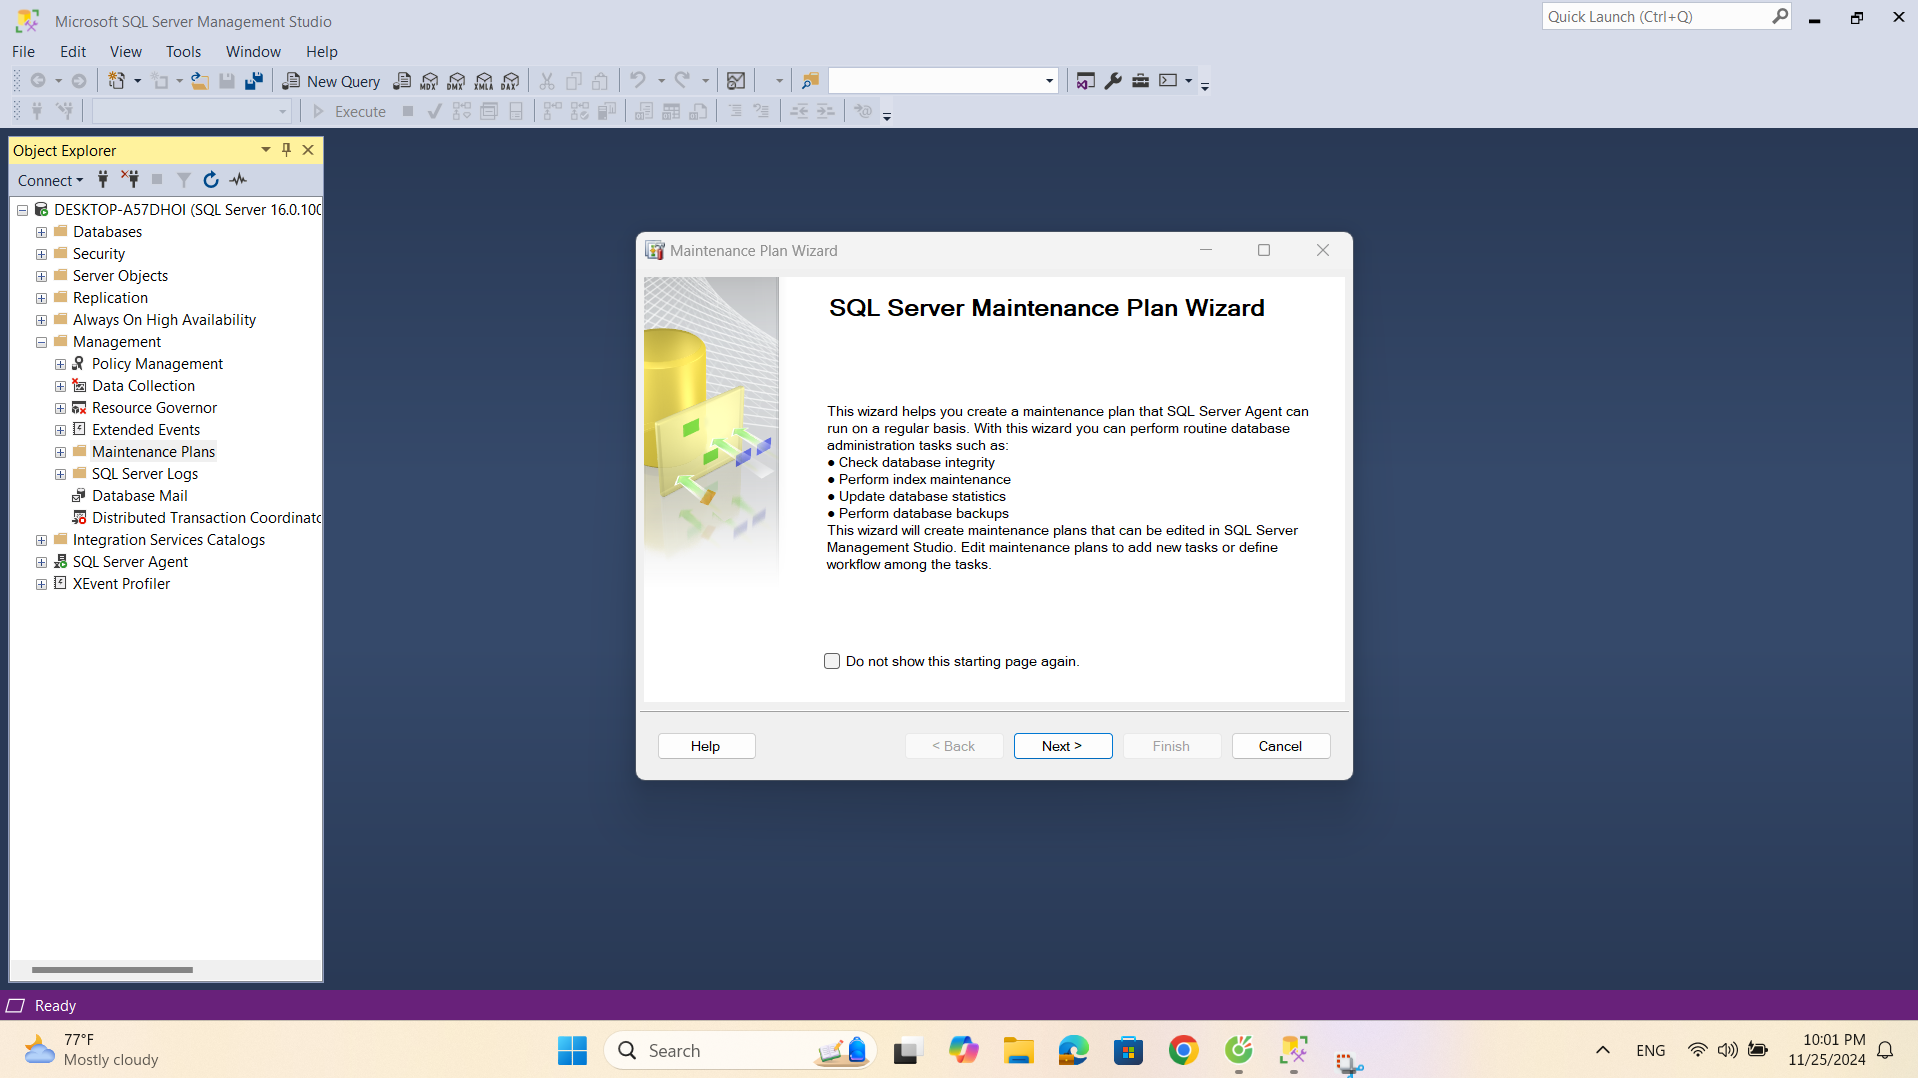 Microsoft SQL Server Management Studio
Quick Launch (Ctrl+Q)
File Edit View Tools Window Help
New Query MDX DMX XMLA DAX
Execute
Object Explorer
Connect
DESKTOP-A57DHOI (SQL Server 16.0.100
Databases
Security
Server Objects
Replication
Always On High Availability
Management
Policy Management
Data Collection
Resource Governor
Extended Events
Maintenance Plans
SQL Server Logs
Database Mail
Distributed Transaction Coordinato
Integration Services Catalogs
SQL Server Agent
XEvent Profiler
Maintenance Plan Wizard
SQL Server Maintenance Plan Wizard
This wizard helps you create a maintenance plan that SQL Server Agent can
run on a regular basis. With this wizard you can perform routine database
administration tasks such as:
● Check database integrity
● Perform index maintenance
● Update database statistics
● Perform database backups
This wizard will create maintenance plans that can be edited in SQL Server
Management Studio. Edit maintenance plans to add new tasks or define
workflow among the tasks.
Do not show this starting page again.
Help < Back Next > Finish Cancel
Ready
77°F
Mostly cloudy
Search
ENG
10:01 PM
11/25/2024